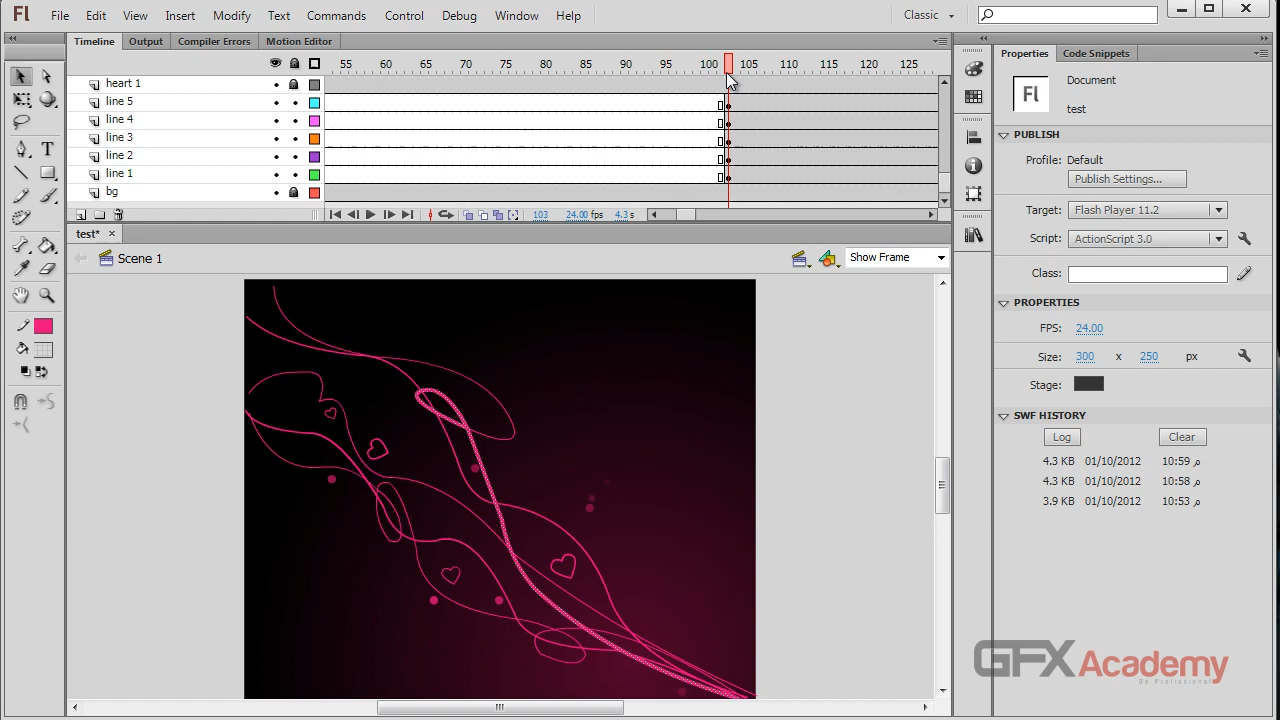 Fl File Edit View Insert Modify Text Commands Control Debug Window Help Classic
Timeline Output Compiler Errors Motion Editor
55 60 65 70 75 80 85 90 95 100 105 110 115 120 125
heart 1
line 5
line 4
line 3
line 2
line 1
bg
103 24.00 fps 4.3 s
test*
Scene 1
Show Frame
Properties Code Snippets
Fl
Document
test
PUBLISH
Profile: Default
Publish Settings...
Target: Flash Player 11.2
Script: ActionScript 3.0
Class:
PROPERTIES
FPS: 24.00
Size: 300 x 250 px
Stage:
SWF HISTORY
Log Clear
4.3 KB 01/10/2012 10:59 م
4.3 KB 01/10/2012 10:58 م
3.9 KB 01/10/2012 10:53 م
GFXAcademy
Be Professional